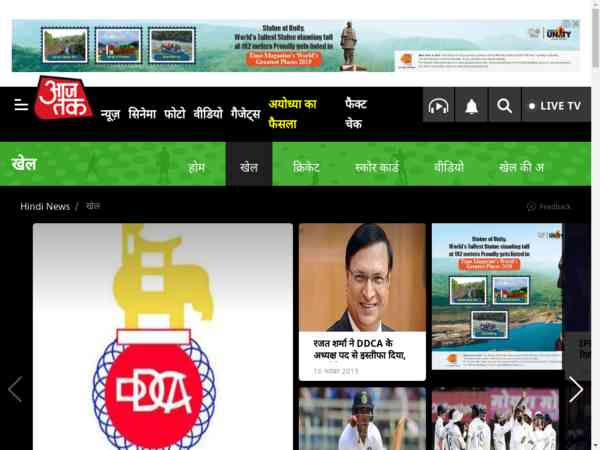 Statue of Unity,
World's Tallest Statue standing tall
at 182 meters Proudly gets listed in
Time Magazine's World's
Greatest Places 2019
UNITY
आज
तक
न्यूज़ सिनेमा फोटो वीडियो गैजेट्स
अयोध्या का
फैसला
फैक्ट
चेक
LIVE TV
खेल
होम खेल क्रिकेट स्कोर कार्ड वीडियो खेल की अ
Hindi News / खेल
Feedback
DDCA
रजत शर्मा ने DDCA के
अध्यक्ष पद से इस्तीफा दिया,
16 नवंबर 2019
Statue of Unity,
World's Tallest Statue standing tall
at 182 meters Proudly gets listed in
Time Magazine's World's
Greatest Places 2019